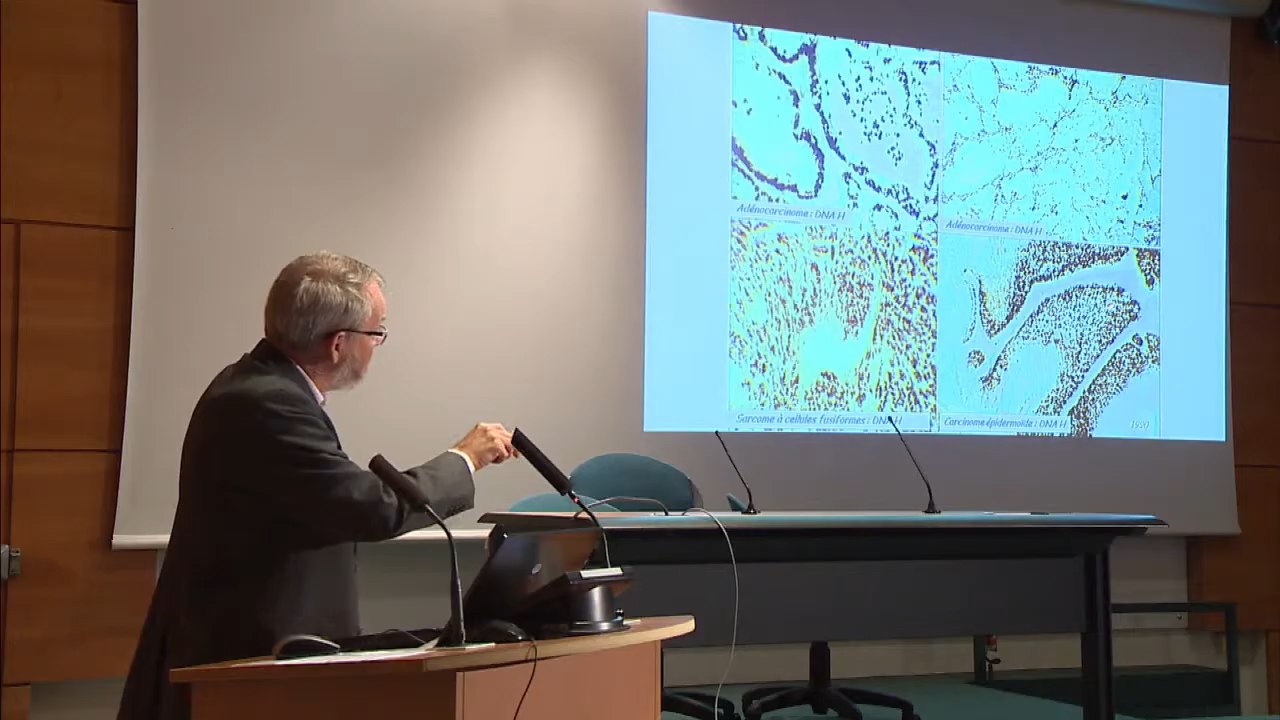 Adénocarcinome : DNA H
Adénocarcinome : DNA H
Sarcome à cellules fusiformes : DNA H
Carcinome épidermoïde : DNA H